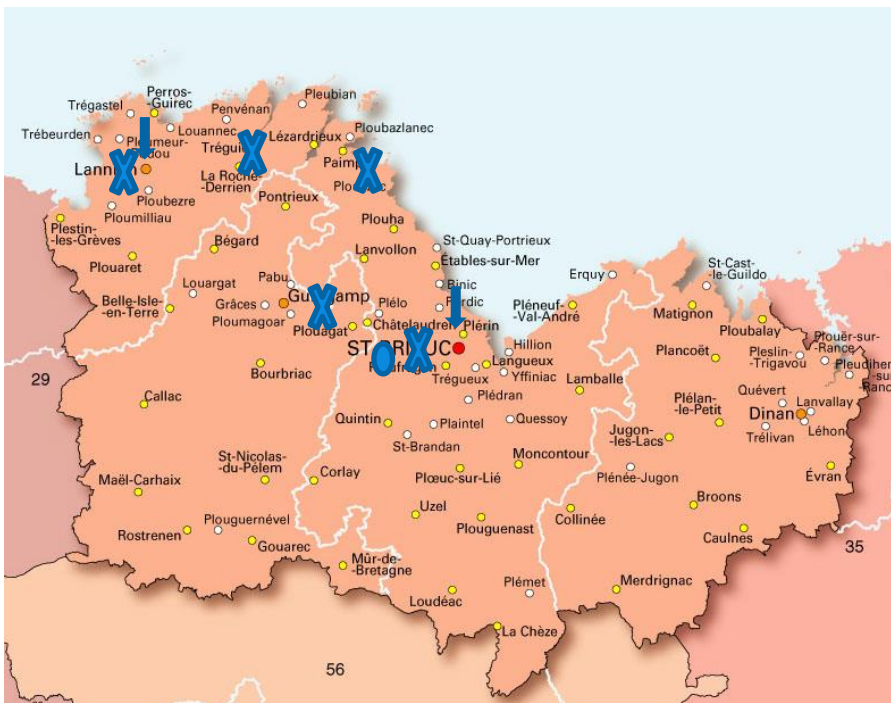 Perros-
-Guirec
Pleubian
Trégastel
Penvénan
Trébeurden
Louannec
Lézardrieux
Ploubazlanec
La Roche-
-Derrien
Ploubezre
Ploumilliau
Pontrieux
Plestin-
-les-Grèves
Plouha
Bégard
St-Quay-Portrieux
Plouaret
Lanvollon
Étables-sur-Mer
Erquy
St-Cast-
-le-Guildo
Louargat
Pabu
Binic
Belle-Isle-
-en-Terre
Grâces
Plélo
Pléneuf-
-Val-André
Matignon
Ploumagoar
Plouagat
Plérin
Ploubalay
Hillion
Plouër-sur-
-Rance
Langueux
Plancoët
Pleslin-
-Trigavou
29
Bourbriac
Trégueux
Yffiniac
Lamballe
Callac
Plédran
Quévert
Lanvallay
Plélan-
-le-Petit
Dinan
Quintin
Plaintel
Quessoy
Jugon-
-les-Lacs
Trélivan
Léhon
St-Brandan
St-Nicolas-
-du-Pélem
Corlay
Moncontour
Plœuc-sur-Lié
Plénée-Jugon
Évran
Maël-Carhaix
Broons
Uzel
Rostrenen
Plouguernével
Plouguenast
Collinée
Gouarec
Caulnes
35
Mûr-de-
-Bretagne
Plémet
Merdrignac
Loudéac
La Chèze
56